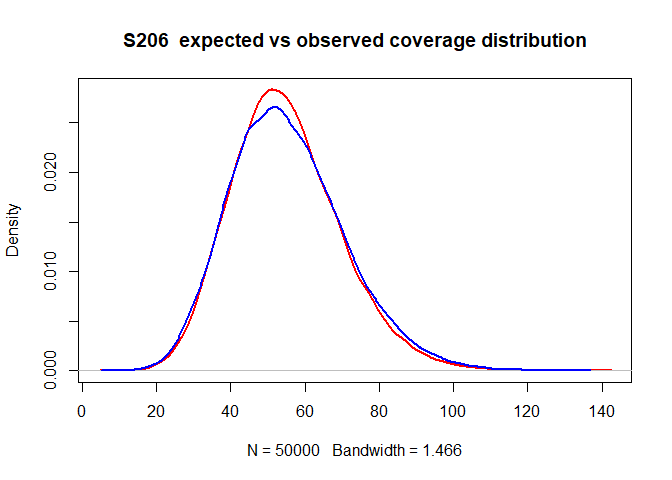 S206  expected vs observed coverage distribution
Density
0.020
0.010
0.000
0 20 40 60 80 100 120 140
N = 50000   Bandwidth = 1.466